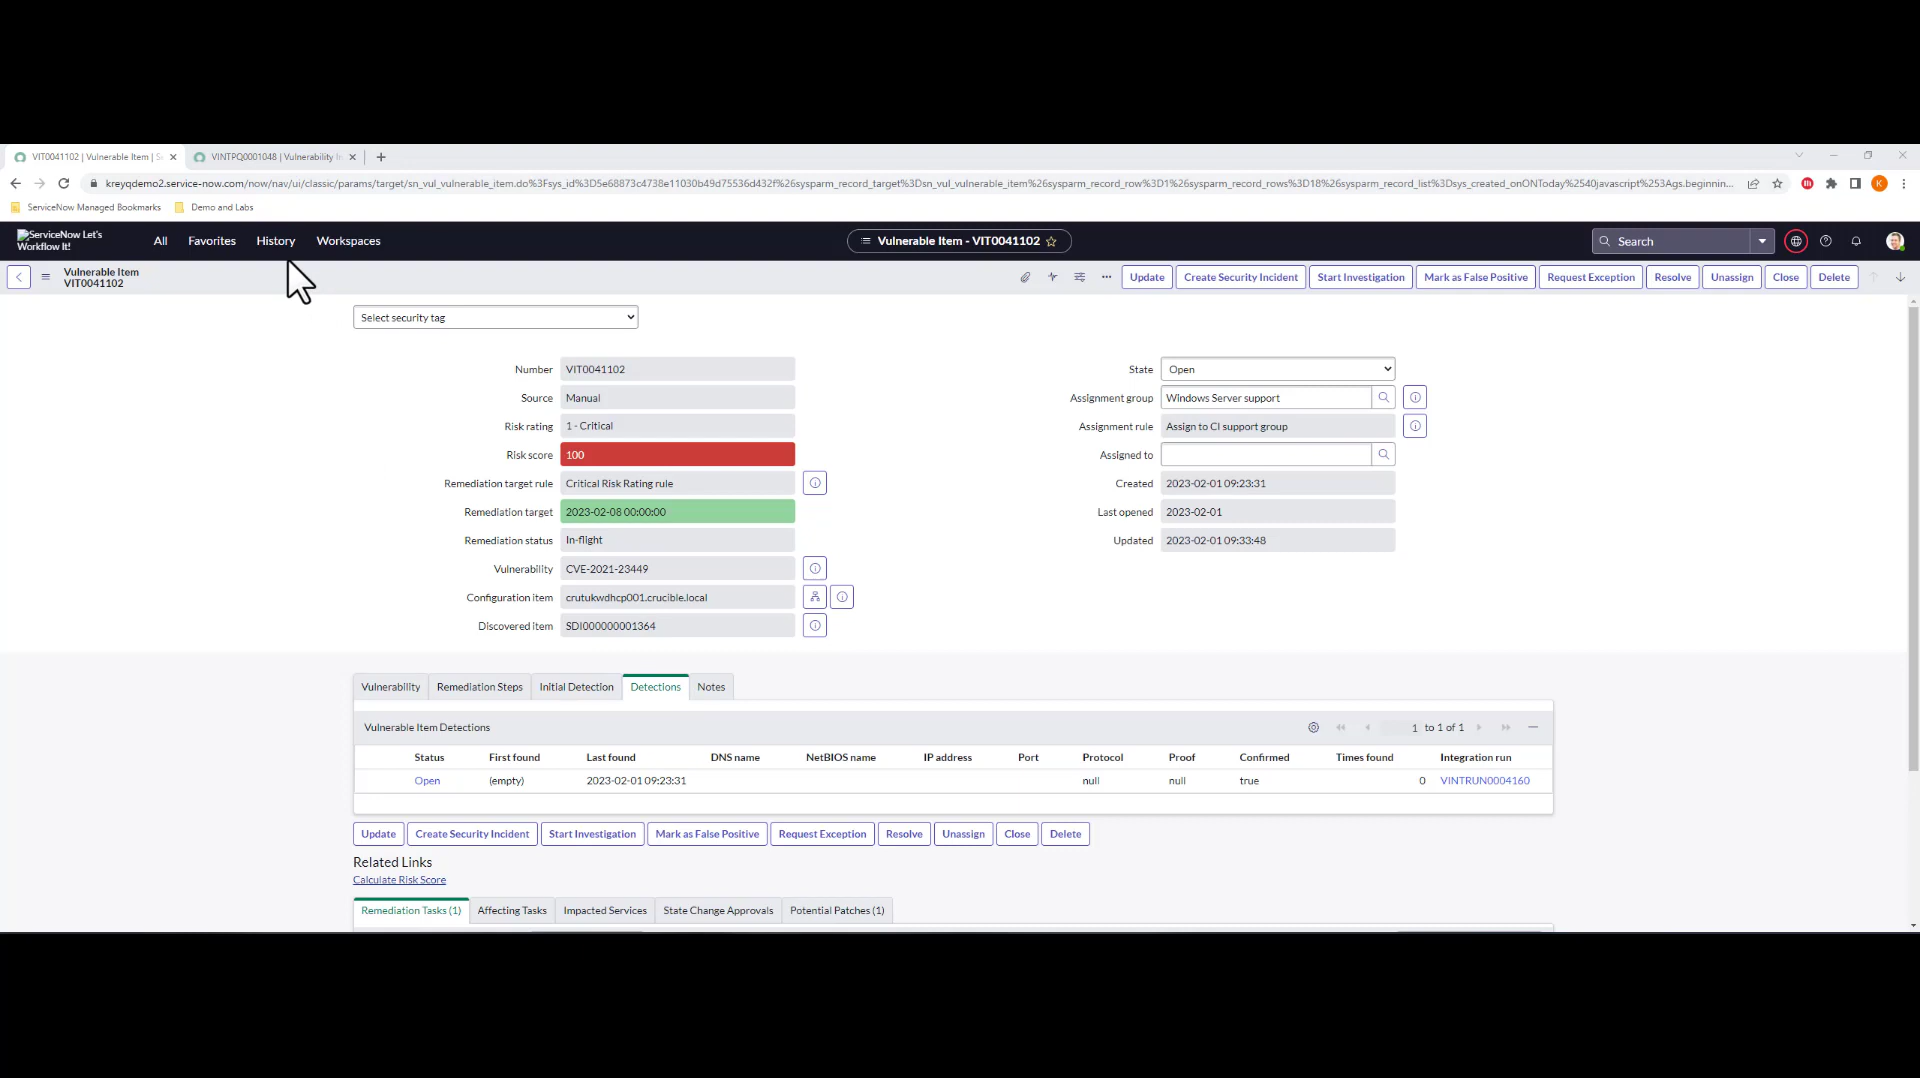 VIT0041102 | Vulnerable Item | S
VINTPQ0001048 | Vulnerability In
kreyqdemo2.service-now.com/now/nav/ui/classic/params/target/sn_vul_vulnerable_item.do%3Fsys_id%3D5e68873c4738e11030b49d75536d432f%26sysparm_record_target%3Dsn_vul_vulnerable_item%26sysparm_record_row%3D1%26sysparm_record_rows%3D18%26sysparm_record_list%3Dsys_created_onONToday%2540javascript%253Ags.beginnin...
ServiceNow Managed Bookmarks Demo and Labs
ServiceNow Let's
Workflow It!
All Favorites History Workspaces
Vulnerable Item - VIT0041102
Search
Vulnerable Item
VIT0041102
Update Create Security Incident Start Investigation Mark as False Positive Request Exception Resolve Unassign Close Delete
Select security tag
Number VIT0041102
Source Manual
Risk rating 1 - Critical
Risk score 100
Remediation target rule Critical Risk Rating rule
Remediation target 2023-02-08 00:00:00
Remediation status In-flight
Vulnerability CVE-2021-23449
Configuration item crutukwdhcp001.crucible.local
Discovered item SDI000000001364
State Open
Assignment group Windows Server support
Assignment rule Assign to CI support group
Assigned to
Created 2023-02-01 09:23:31
Last opened 2023-02-01
Updated 2023-02-01 09:33:48
Vulnerability Remediation Steps Initial Detection Detections Notes
Vulnerable Item Detections
1 to 1 of 1
Status First found Last found DNS name NetBIOS name IP address Port Protocol Proof Confirmed Times found Integration run
Open (empty) 2023-02-01 09:23:31 null null true 0 VINTRUN0004160
Update Create Security Incident Start Investigation Mark as False Positive Request Exception Resolve Unassign Close Delete
Related Links
Calculate Risk Score
Remediation Tasks (1) Affecting Tasks Impacted Services State Change Approvals Potential Patches (1)